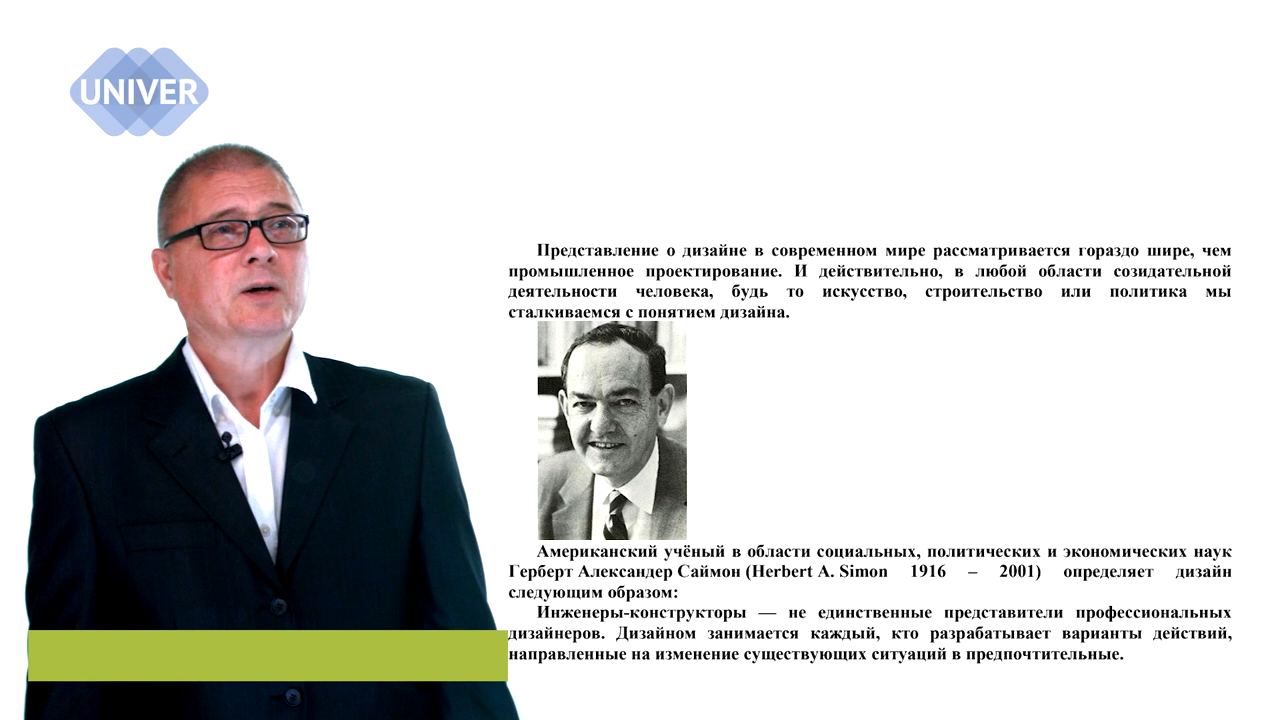 UNIVER
Представление о дизайне в современном мире рассматривается гораздо шире, чем
промышленное проектирование. И действительно, в любой области созидательной
деятельности человека, будь то искусство, строительство или политика мы
сталкиваемся с понятием дизайна.
Американский учёный в области социальных, политических и экономических наук
Герберт Александер Саймон (Herbert A. Simon 1916 – 2001) определяет дизайн
следующим образом:
Инженеры-конструкторы — не единственные представители профессиональных
дизайнеров. Дизайном занимается каждый, кто разрабатывает варианты действий,
направленные на изменение существующих ситуаций в предпочтительные.